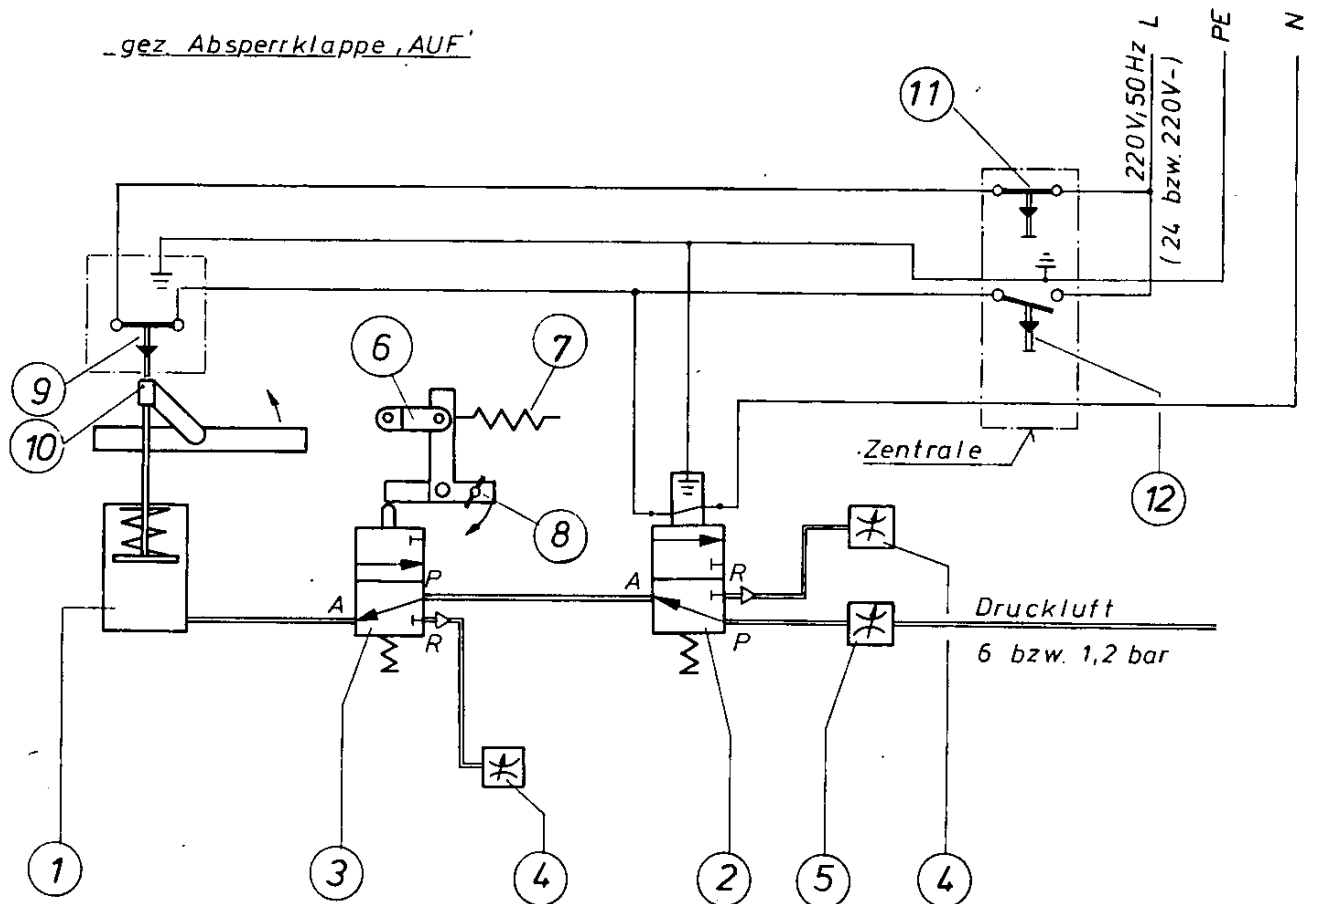 gez. Absperrklappe ‚AUF'
220V, 50Hz L
(24 bzw. 220V-)
PE
N
11
9
10
6
7
8
Zentrale
12
A
P
R
A
R
P
Druckluft
6 bzw. 1,2 bar
1
3
4
2
5
4